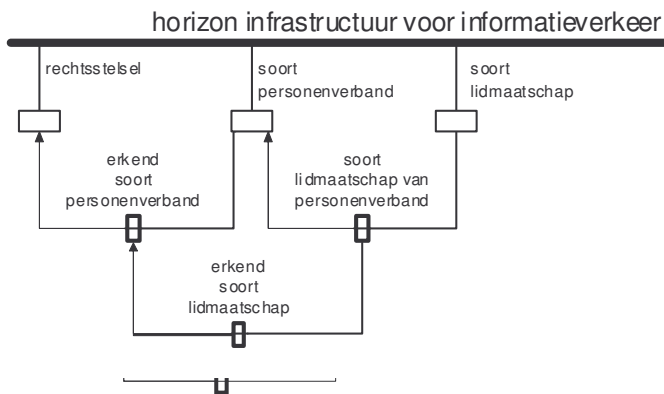 horizon infrastructuur voor informatieverkeer
rechtsstelsel
soort
personenverband
soort
lidmaatschap
erkend
soort
personenverband
soort
lidmaatschap van
personenverband
erkend
soort
lidmaatschap